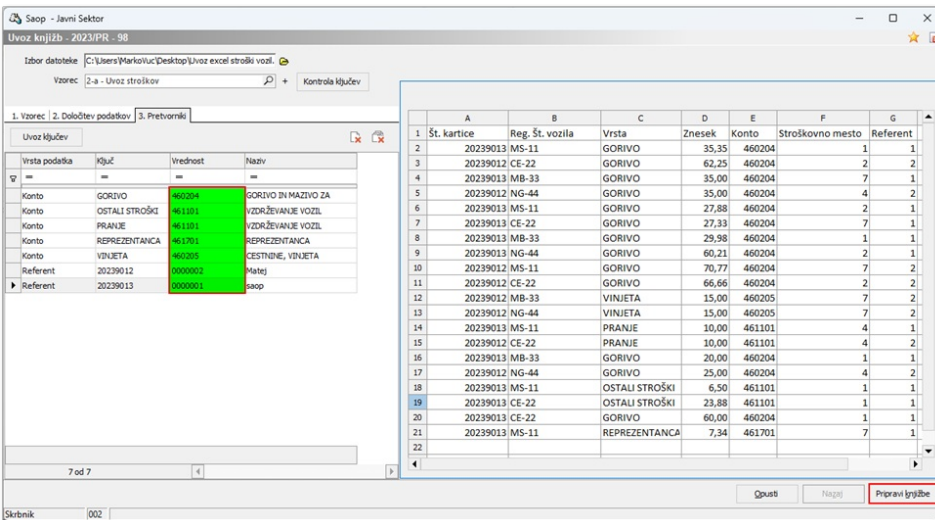 Saop - Javni Sektor
Uvoz knjižb - 2023/PR - 98
Izbor datoteke C:\Users\MarkoVuc\Desktop\Uvoz excel stroški vozil.
Vzorec 2-a - Uvoz stroškov + Kontrola ključev
1. Vzorec 2. Določitev podatkov 3. Pretvorniki
Uvoz ključev
Vrsta podatka Ključ Vrednost Naziv
= = = =
Konto GORIVO 460204 GORIVO IN MAZIVO ZA
Konto OSTALI STROŠKI 461101 VZDRŽEVANJE VOZIL
Konto PRANJE 461101 VZDRŽEVANJE VOZIL
Konto REPREZENTANCA 461701 REPREZENTANCA
Konto VINJETA 460205 CESTNINE, VINJETA
Referent 20239012 0000002 Matej
Referent 20239013 0000001 saop
7 od 7
A B C D E F G
1 Št. kartice Reg. Št. vozila Vrsta Znesek Konto Stroškovno mesto Referent
2 20239013 MS-11 GORIVO 35,35 460204 1 1
3 20239012 CE-22 GORIVO 62,25 460204 2 2
4 20239013 MB-33 GORIVO 35,00 460204 7 1
5 20239012 NG-44 GORIVO 35,00 460204 4 2
6 20239013 MS-11 GORIVO 27,88 460204 2 1
7 20239013 CE-22 GORIVO 27,33 460204 7 1
8 20239013 MB-33 GORIVO 29,98 460204 1 1
9 20239013 NG-44 GORIVO 60,21 460204 2 1
10 20239012 MS-11 GORIVO 70,77 460204 7 2
11 20239012 CE-22 GORIVO 66,66 460204 2 2
12 20239012 MB-33 VINJETA 15,00 460205 7 2
13 20239012 NG-44 VINJETA 15,00 460205 7 2
14 20239013 MS-11 PRANJE 10,00 461101 4 1
15 20239012 CE-22 PRANJE 10,00 461101 4 2
16 20239013 MB-33 GORIVO 20,00 460204 1 1
17 20239012 NG-44 GORIVO 25,00 460204 4 2
18 20239013 MS-11 OSTALI STROŠKI 6,50 461101 1 1
19 20239013 CE-22 OSTALI STROŠKI 23,88 461101 1 1
20 20239013 CE-22 GORIVO 60,00 460204 1 1
21 20239013 MS-11 REPREZENTANCA 7,34 461701 7 1
22
Opusti Nazaj Pripravi knjižbe
Skrbnik 002